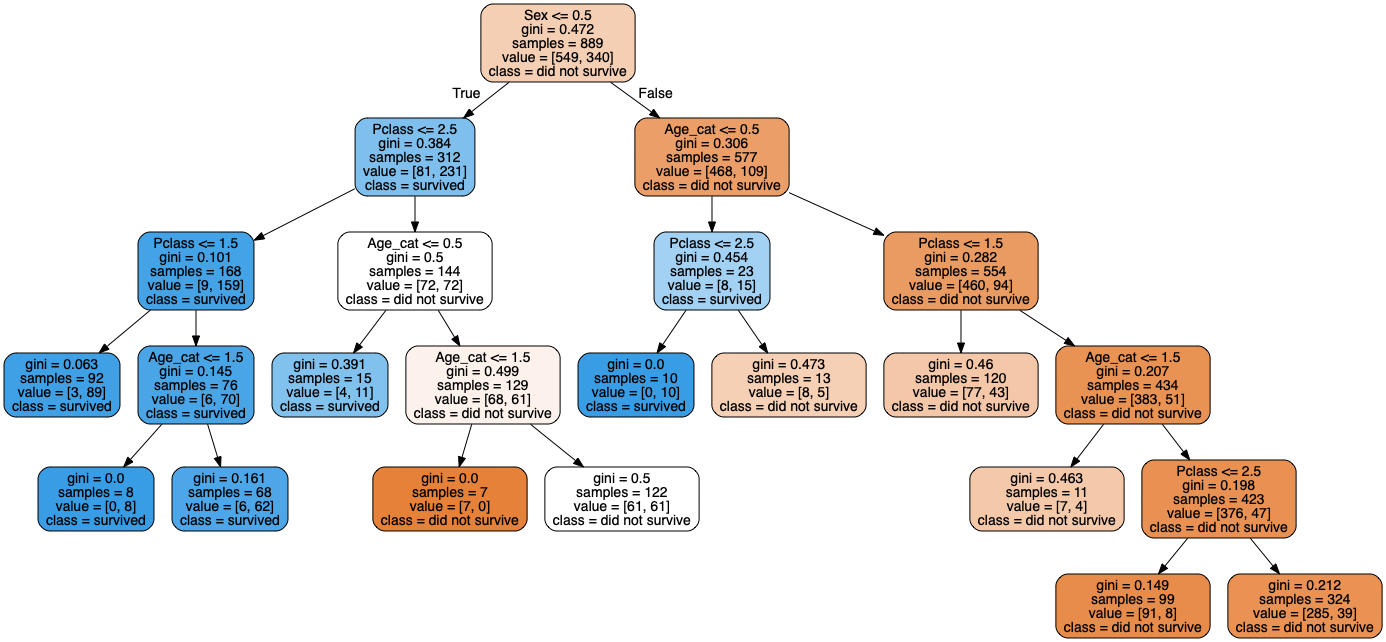 Sex <= 0.5
gini = 0.472
samples = 889
value = [549, 340]
class = did not survive
True
False
Pclass <= 2.5
gini = 0.384
samples = 312
value = [81, 231]
class = survived
Age_cat <= 0.5
gini = 0.306
samples = 577
value = [468, 109]
class = did not survive
Pclass <= 1.5
gini = 0.101
samples = 168
value = [9, 159]
class = survived
Age_cat <= 0.5
gini = 0.5
samples = 144
value = [72, 72]
class = did not survive
Pclass <= 2.5
gini = 0.454
samples = 23
value = [8, 15]
class = survived
Pclass <= 1.5
gini = 0.282
samples = 554
value = [460, 94]
class = did not survive
gini = 0.063
samples = 92
value = [3, 89]
class = survived
Age_cat <= 1.5
gini = 0.145
samples = 76
value = [6, 70]
class = survived
gini = 0.391
samples = 15
value = [4, 11]
class = survived
Age_cat <= 1.5
gini = 0.499
samples = 129
value = [68, 61]
class = did not survive
gini = 0.0
samples = 10
value = [0, 10]
class = survived
gini = 0.473
samples = 13
value = [8, 5]
class = did not survive
gini = 0.46
samples = 120
value = [77, 43]
class = did not survive
Age_cat <= 1.5
gini = 0.207
samples = 434
value = [383, 51]
class = did not survive
gini = 0.0
samples = 8
value = [0, 8]
class = survived
gini = 0.161
samples = 68
value = [6, 62]
class = survived
gini = 0.0
samples = 7
value = [7, 0]
class = did not survive
gini = 0.5
samples = 122
value = [61, 61]
class = did not survive
gini = 0.463
samples = 11
value = [7, 4]
class = did not survive
Pclass <= 2.5
gini = 0.198
samples = 423
value = [376, 47]
class = did not survive
gini = 0.149
samples = 99
value = [91, 8]
class = did not survive
gini = 0.212
samples = 324
value = [285, 39]
class = did not survive